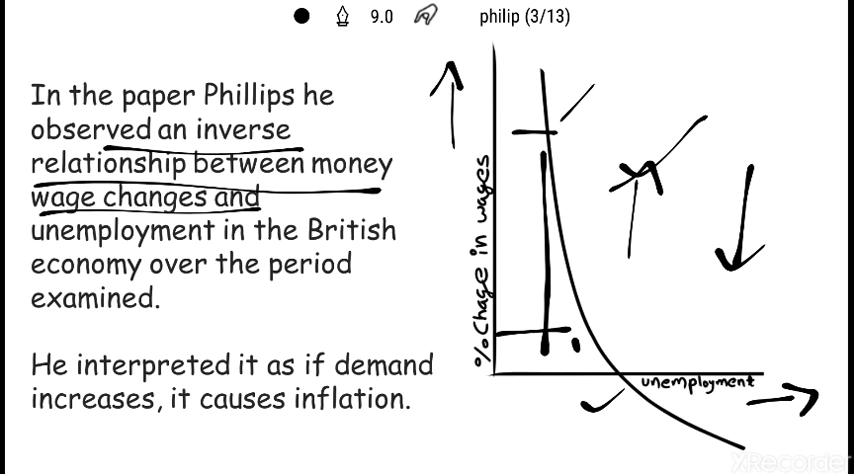 9.0
philip (3/13)
In the paper Phillips he
observed an inverse
relationship between money
wage changes and
unemployment in the British
economy over the period
examined.
He interpreted it as if demand
increases, it causes inflation.
% Chage in wages
unemployment
XRecorder